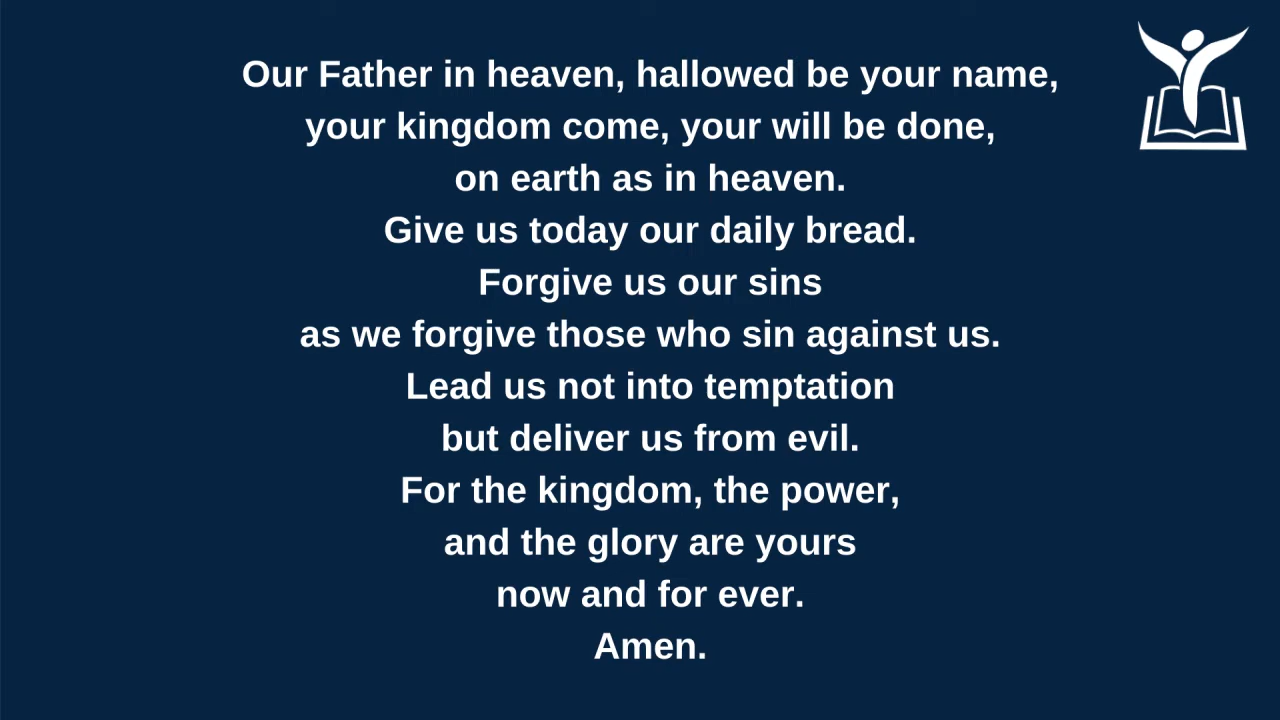 Our Father in heaven, hallowed be your name,
your kingdom come, your will be done,
on earth as in heaven.
Give us today our daily bread.
Forgive us our sins
as we forgive those who sin against us.
Lead us not into temptation
but deliver us from evil.
For the kingdom, the power,
and the glory are yours
now and for ever.
Amen.